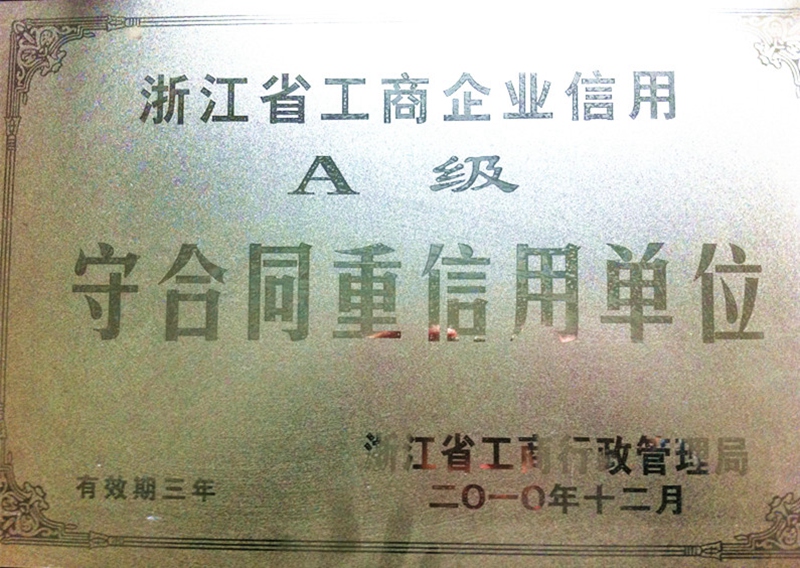 浙江省工商企业信用
A 级
守合同重信用单位
浙江省工商行政管理局
有效期三年
二〇一〇年十二月